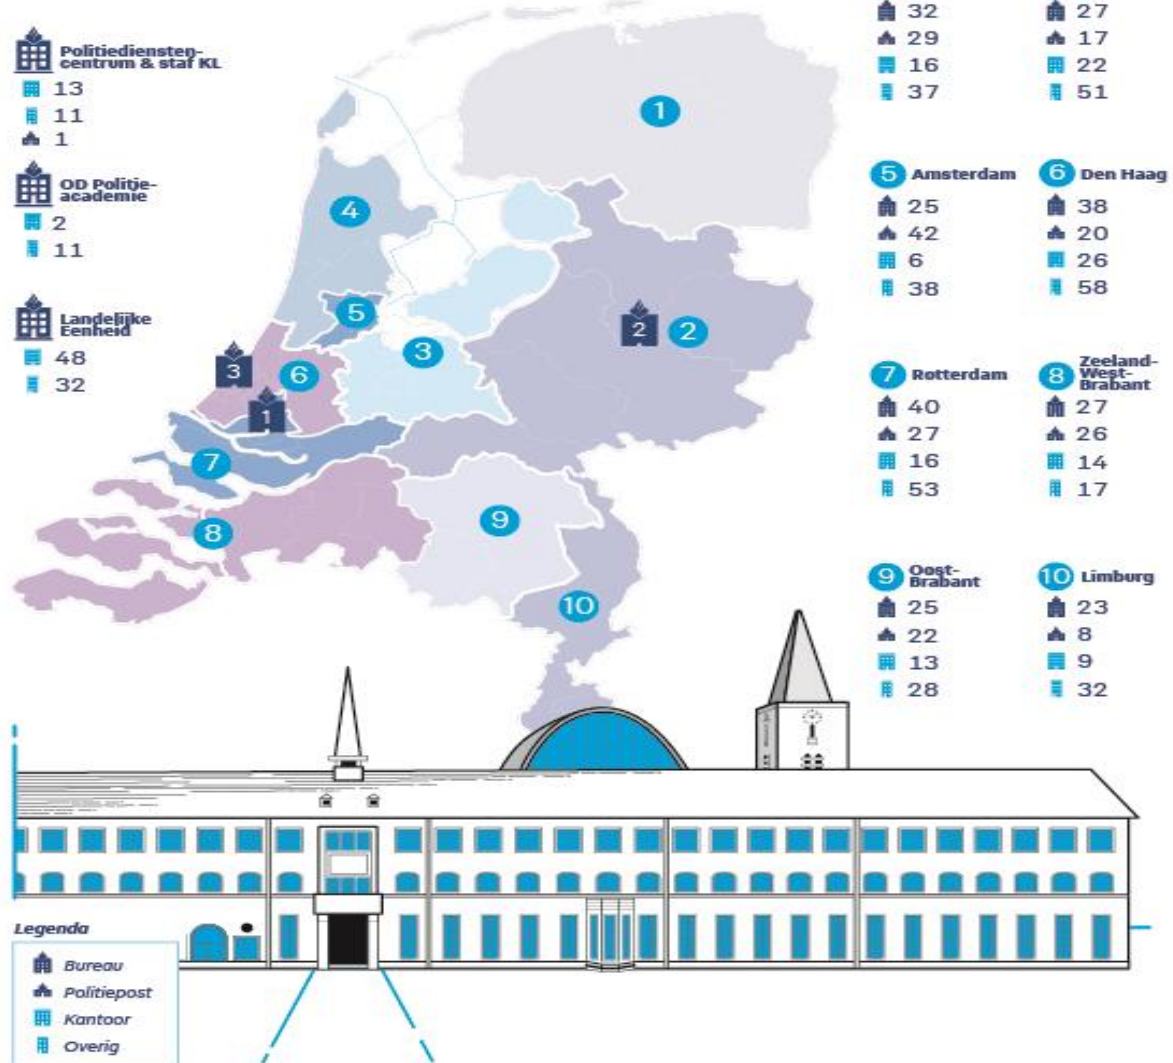 Politiediensten-
centrum & staf KL
13
11
1
OD Politie-
academie
2
11
Landelijke
Eenheid
48
32
1
4
5
3
2
2
3
6
1
7
8
9
10
32
29
16
37
27
17
22
51
5 Amsterdam
25
42
6
38
6 Den Haag
38
20
26
58
7 Rotterdam
40
27
16
53
8 Zeeland-
West-
Brabant
27
26
14
17
9 Oost-
Brabant
25
22
13
28
10 Limburg
23
8
9
32
Legenda
Bureau
Politiepost
Kantoor
Overig